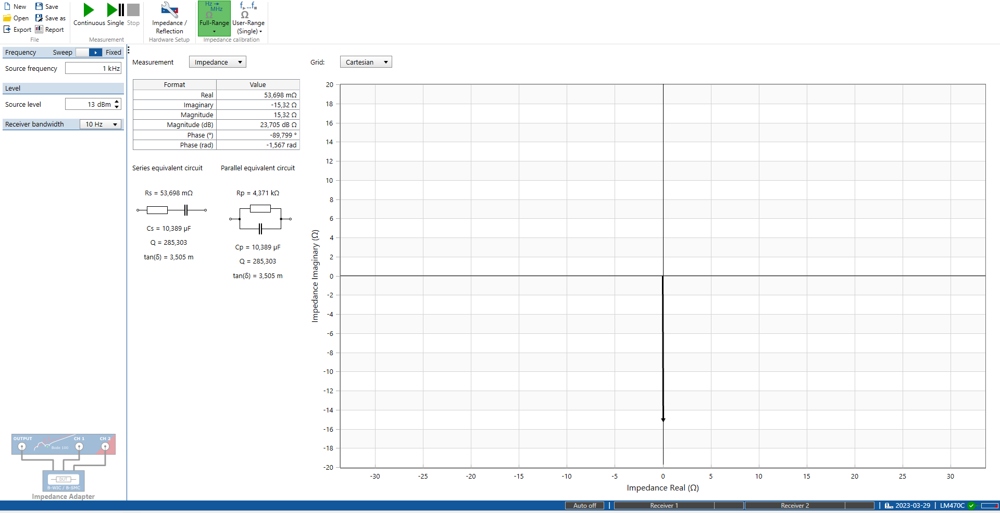 New Save
Open Save as
Export Report
File
Continuous Single Stop
Measurement
Impedance /
Reflection
Hardware Setup
Hz →
MHz
Ω
Full-Range
f...f
Ω
User-Range
(Single)
Impedance calibration
Frequency Sweep Fixed
Source frequency 1 kHz
Level
Source level 13 dBm
Receiver bandwidth 10 Hz
OUTPUT CH 1 CH 2
Bode 100
DUT
B-WIC / B-SMC
Impedance Adapter
Measurement Impedance Grid: Cartesian
Format Value
Real 53,698 mΩ
Imaginary -15,32 Ω
Magnitude 15,32 Ω
Magnitude (dB) 23,705 dB Ω
Phase (°) -89,799 °
Phase (rad) -1,567 rad
Series equivalent circuit
Rs = 53,698 mΩ
Cs = 10,389 µF
Q = 285,303
tan(δ) = 3,505 m
Parallel equivalent circuit
Rp = 4,371 kΩ
Cp = 10,389 µF
Q = 285,303
tan(δ) = 3,505 m
Impedance Imaginary (Ω)
20
18
16
14
12
10
8
6
4
2
0
-2
-4
-6
-8
-10
-12
-14
-16
-18
-20
-30 -25 -20 -15 -10 -5 0 5 10 15 20 25 30
Impedance Real (Ω)
Auto off | Receiver 1 Receiver 2 | 2023-03-29 | LM470C